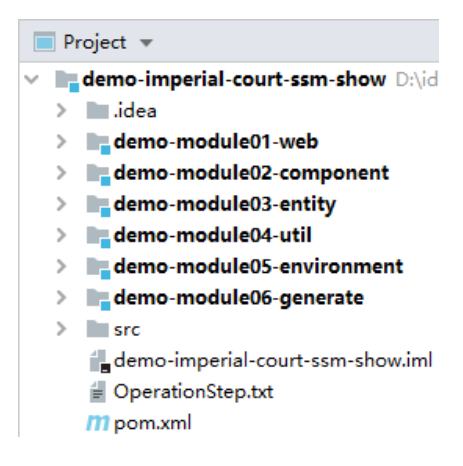 Project
demo-imperial-court-ssm-show D:\id
.idea
demo-module01-web
demo-module02-component
demo-module03-entity
demo-module04-util
demo-module05-environment
demo-module06-generate
src
demo-imperial-court-ssm-show.iml
OperationStep.txt
m pom.xml